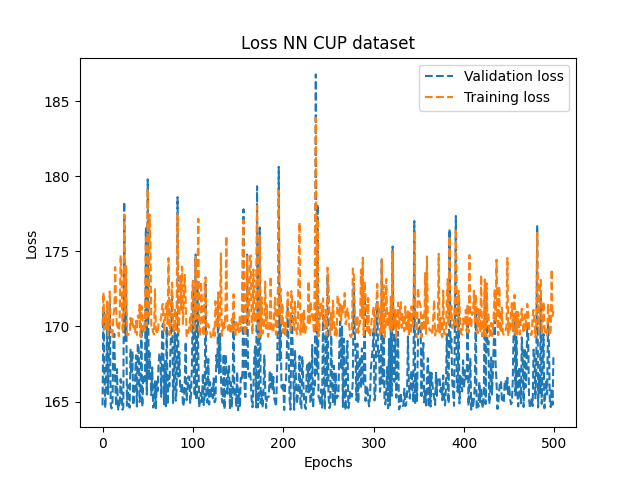 Loss NN CUP dataset
Validation loss
Training loss
185
180
175
170
165
Loss
0 100 200 300 400 500
Epochs